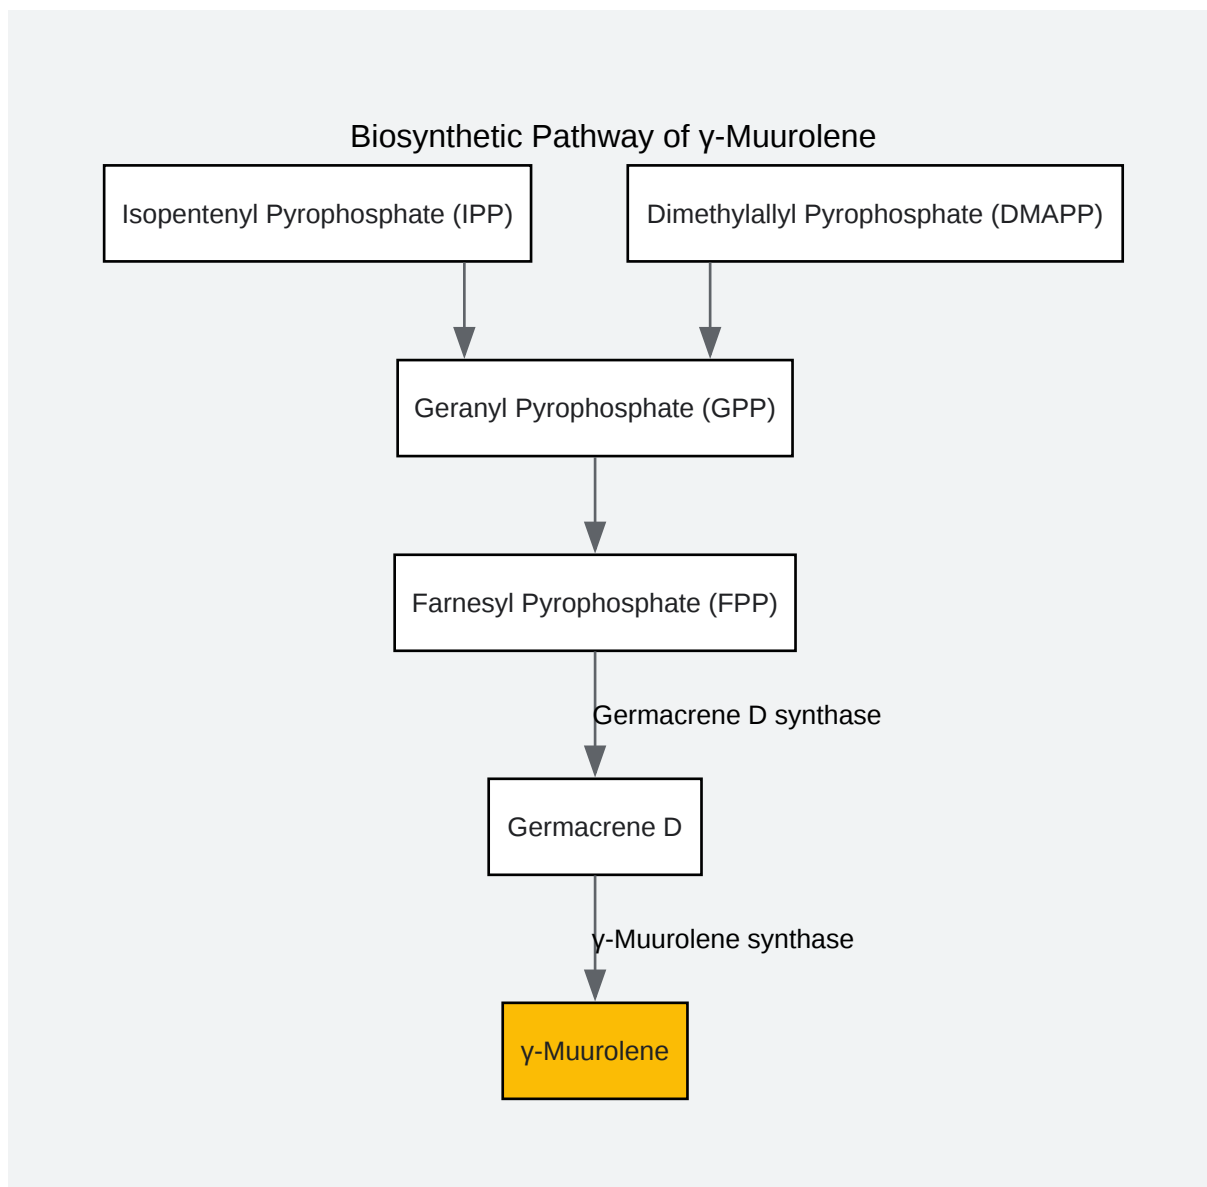 Biosynthetic Pathway of γ-Muurolene
Isopentenyl Pyrophosphate (IPP)
Dimethylallyl Pyrophosphate (DMAPP)
Geranyl Pyrophosphate (GPP)
Farnesyl Pyrophosphate (FPP)
Germacrene D synthase
Germacrene D
γ-Muurolene synthase
γ-Muurolene